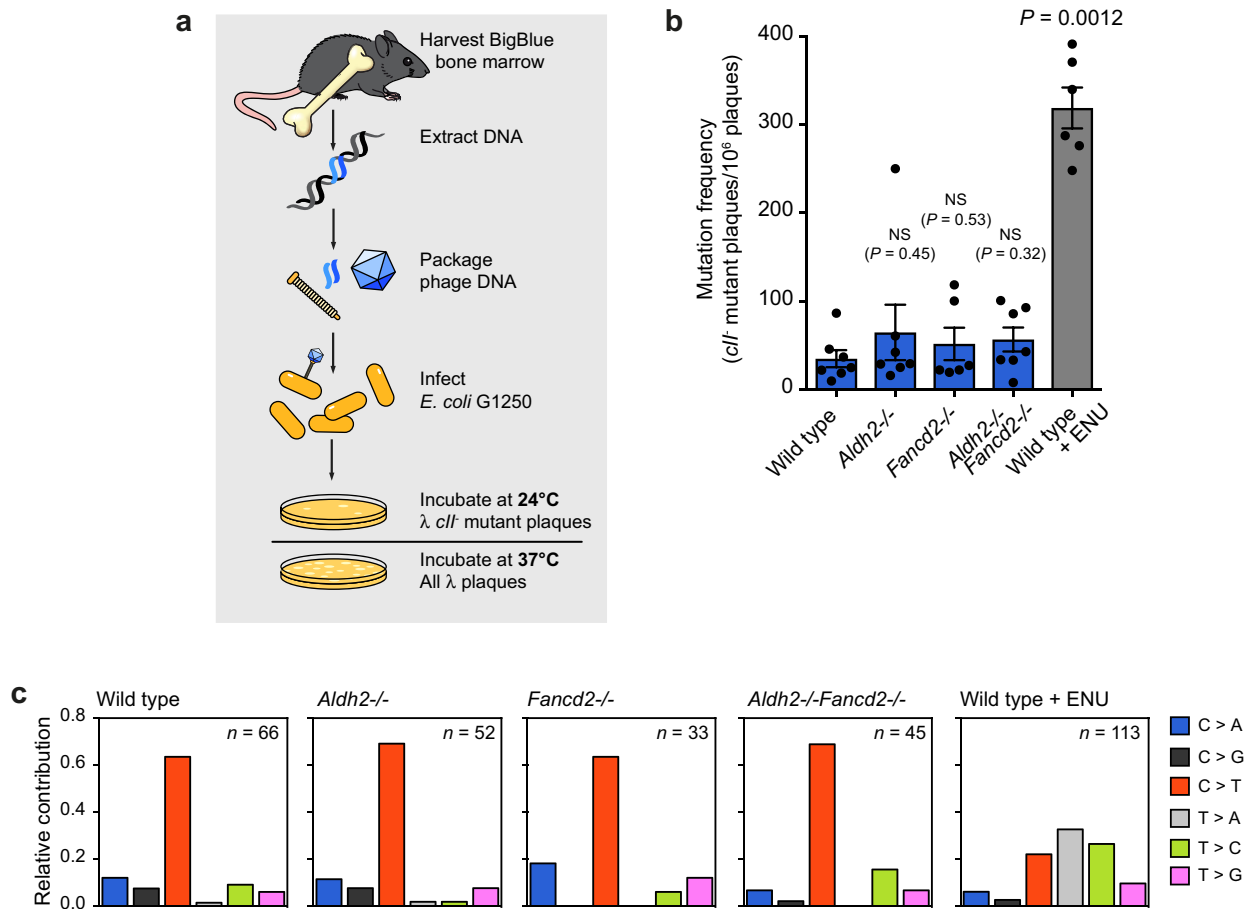 a
Harvest BigBlue
bone marrow
Extract DNA
Package
phage DNA
Infect
E. coli G1250
Incubate at 24°C
λ cII- mutant plaques
Incubate at 37°C
All λ plaques
b
P = 0.0012
Mutation frequency
(cII- mutant plaques/10⁶ plaques)
400
300
200
100
0
NS
(P = 0.45)
NS
(P = 0.53)
NS
(P = 0.32)
Wild type
Aldh2-/-
Fancd2-/-
Aldh2-/-
Fancd2-/-
Wild type
+ ENU
c
Relative contribution
0.8
0.6
0.4
0.2
0.0
Wild type
n = 66
Aldh2-/-
n = 52
Fancd2-/-
n = 33
Aldh2-/-Fancd2-/-
n = 45
Wild type + ENU
n = 113
C > A
C > G
C > T
T > A
T > C
T > G